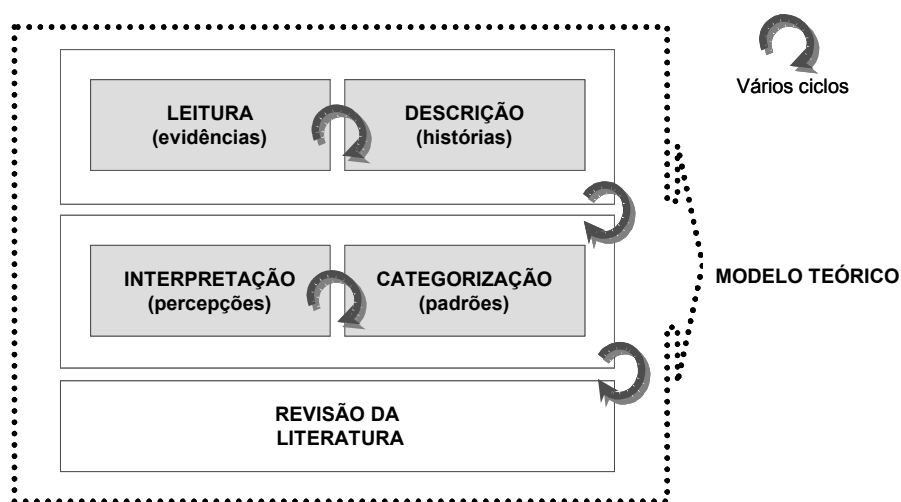 Vários ciclos
LEITURA
(evidências)
DESCRIÇÃO
(histórias)
INTERPRETAÇÃO
(percepções)
CATEGORIZAÇÃO
(padrões)
MODELO TEÓRICO
REVISÃO DA
LITERATURA